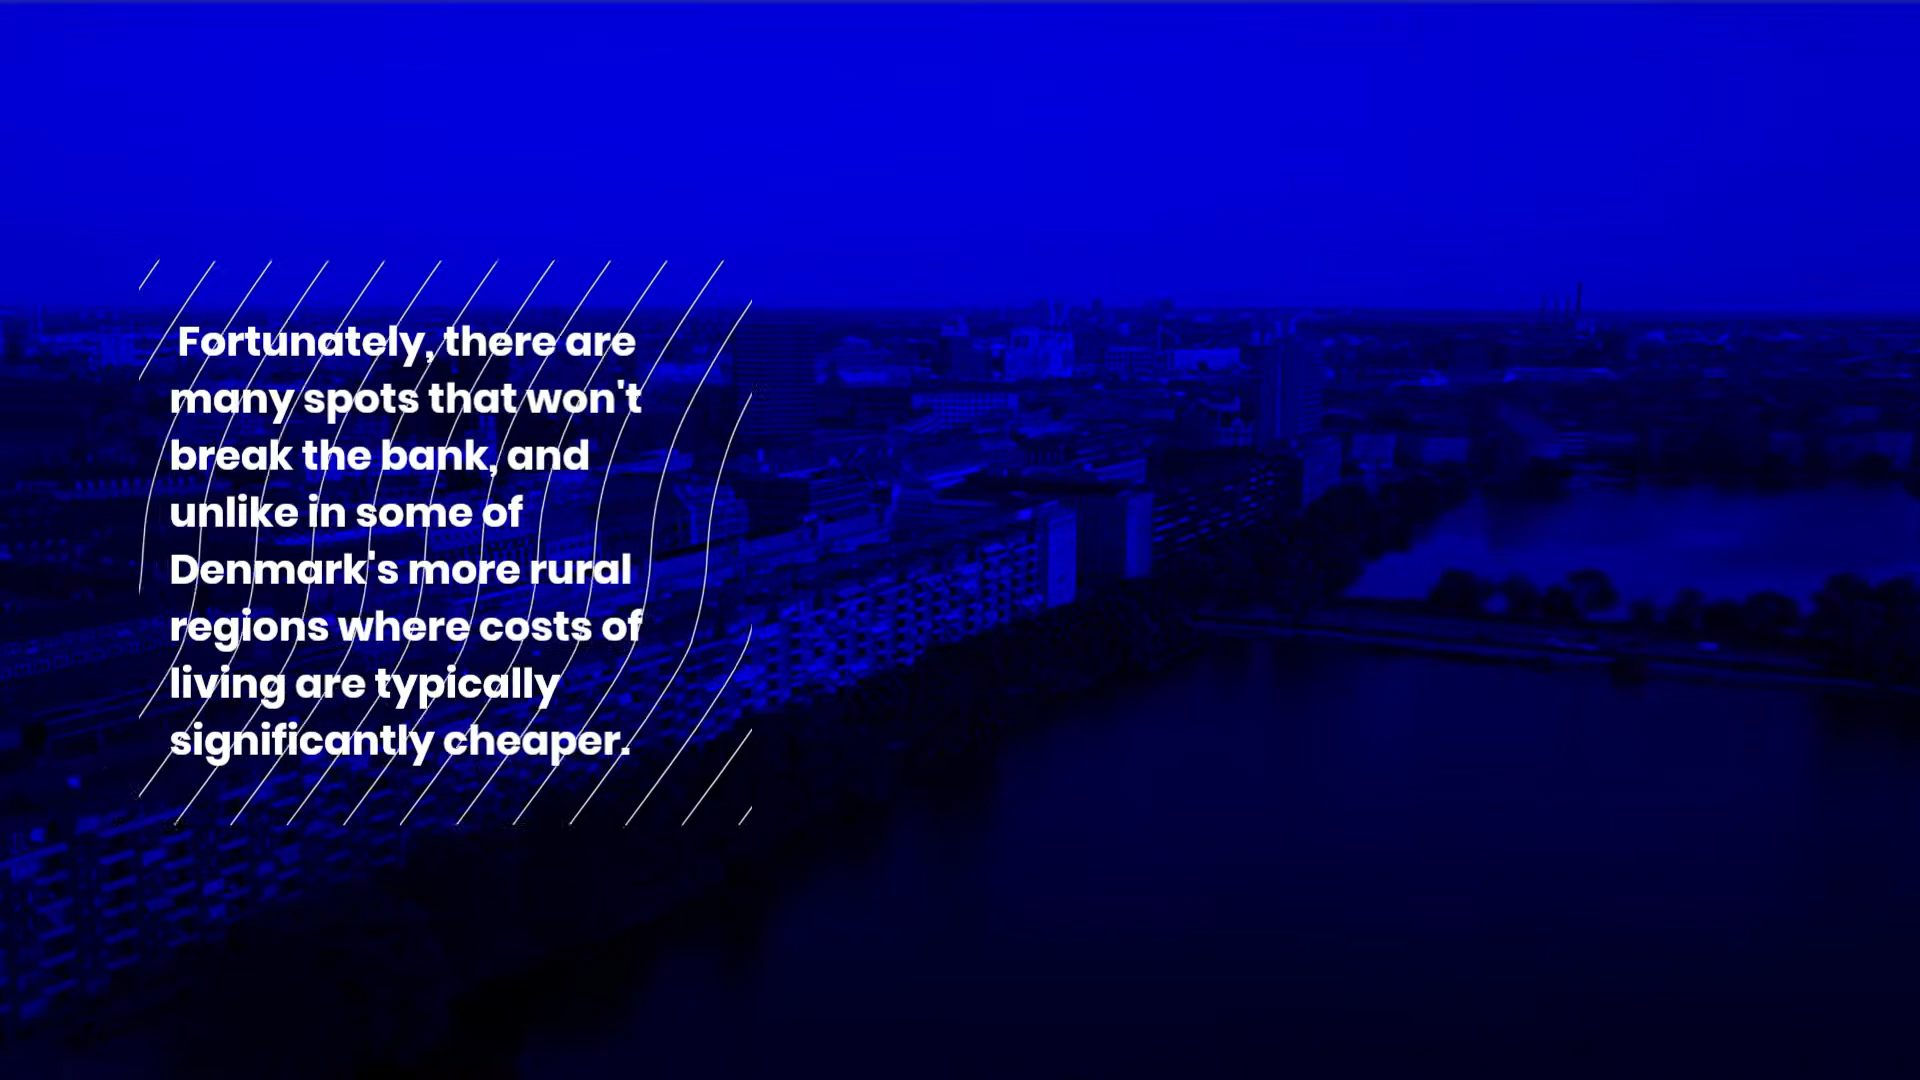 Fortunately, there are
many spots that won't
break the bank, and
unlike in some of
Denmark's more rural
regions where costs of
living are typically
significantly cheaper.